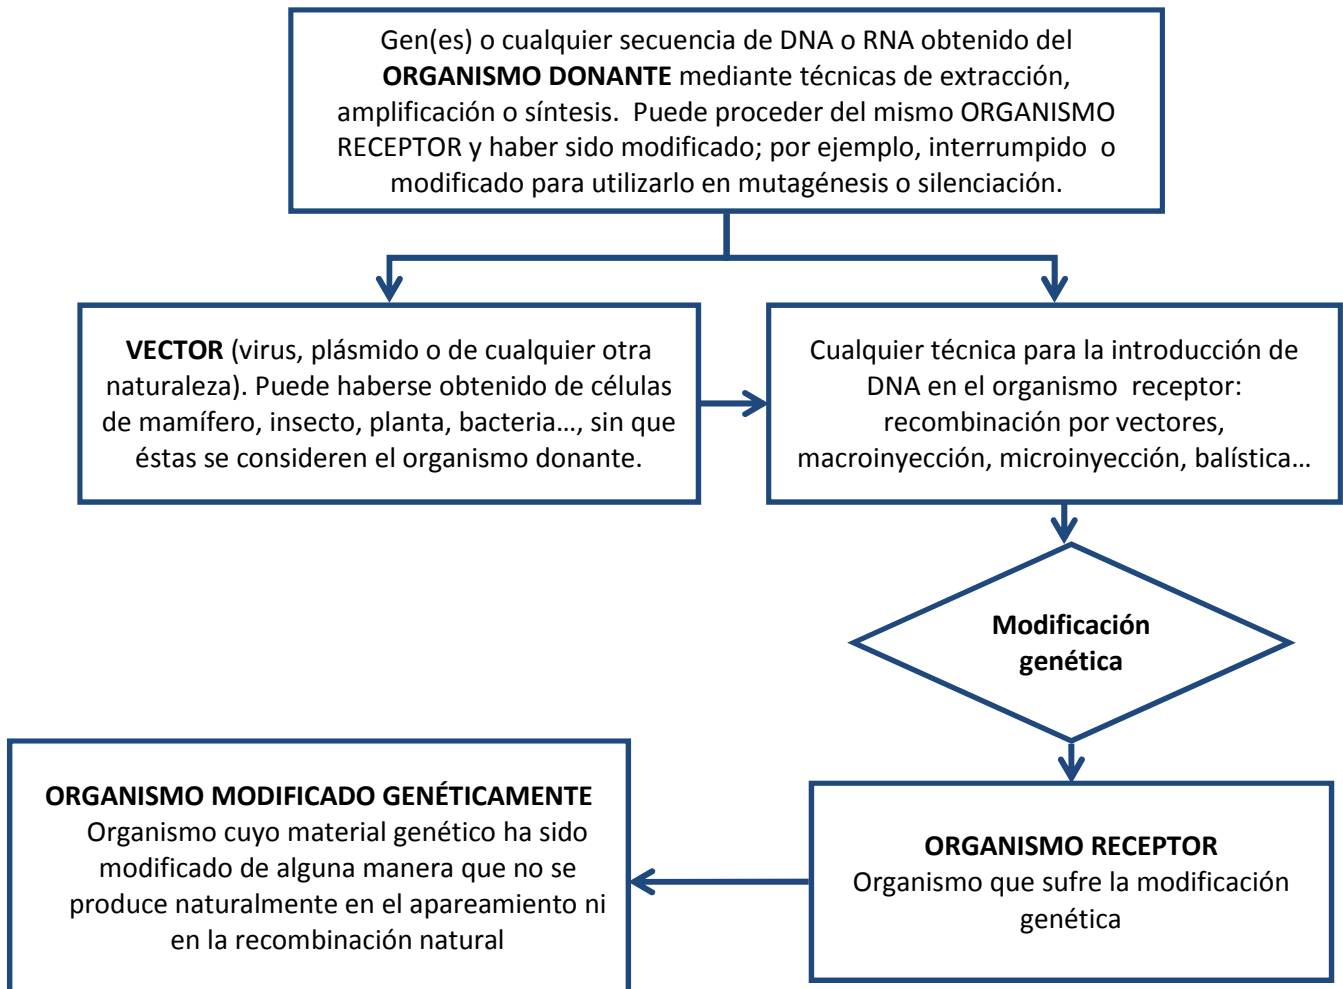 Gen(es) o cualquier secuencia de DNA o RNA obtenido del
ORGANISMO DONANTE mediante técnicas de extracción,
amplificación o síntesis.  Puede proceder del mismo ORGANISMO
RECEPTOR y haber sido modificado; por ejemplo, interrumpido  o
modificado para utilizarlo en mutagénesis o silenciación.
VECTOR (virus, plásmido o de cualquier otra
naturaleza). Puede haberse obtenido de células
de mamífero, insecto, planta, bacteria…, sin que
éstas se consideren el organismo donante.
Cualquier técnica para la introducción de
DNA en el organismo  receptor:
recombinación por vectores,
macroinyección, microinyección, balística…
Modificación
genética
ORGANISMO MODIFICADO GENÉTICAMENTE
Organismo cuyo material genético ha sido
modificado de alguna manera que no se
produce naturalmente en el apareamiento ni
en la recombinación natural
ORGANISMO RECEPTOR
Organismo que sufre la modificación
genética